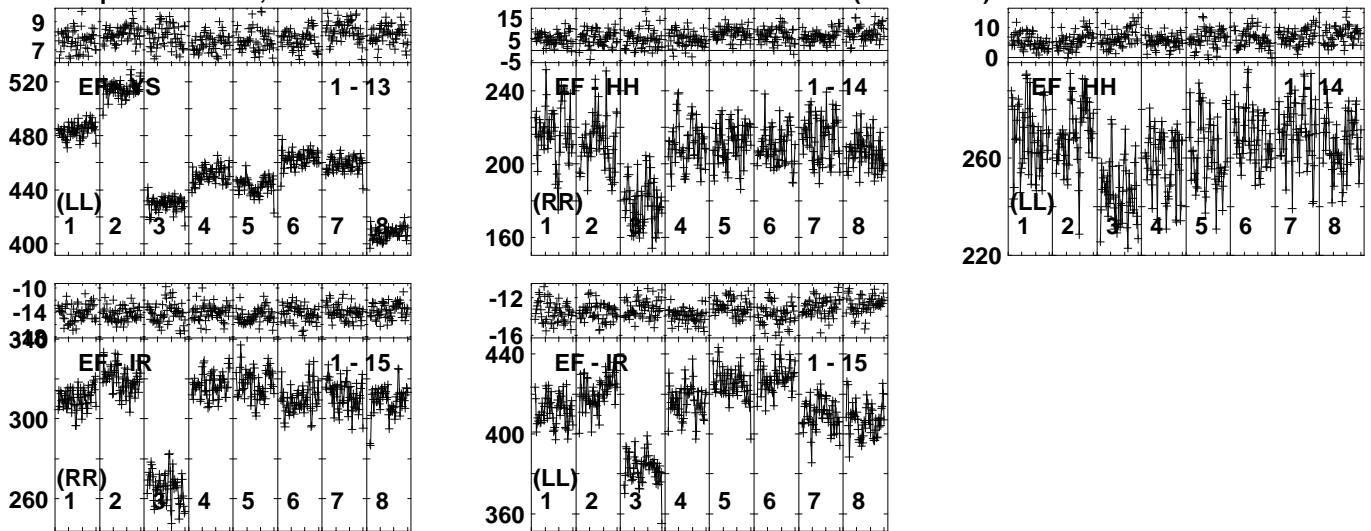 9
7
520
480
440
400
EF - VS
1 - 13
(LL)
1 2 3 4 5 6 7 8
15
5
-5
240
200
160
EF - HH
1 - 14
(RR)
1 2 3 4 5 6 7 8
10
0
260
220
EF - HH
1 - 14
(LL)
1 2 3 4 5 6 7 8
-10
-14
300
260
EF - IR
1 - 15
(RR)
1 2 3 4 5 6 7 8
-12
-16
440
400
360
EF - IR
1 - 15
(LL)
1 2 3 4 5 6 7 8